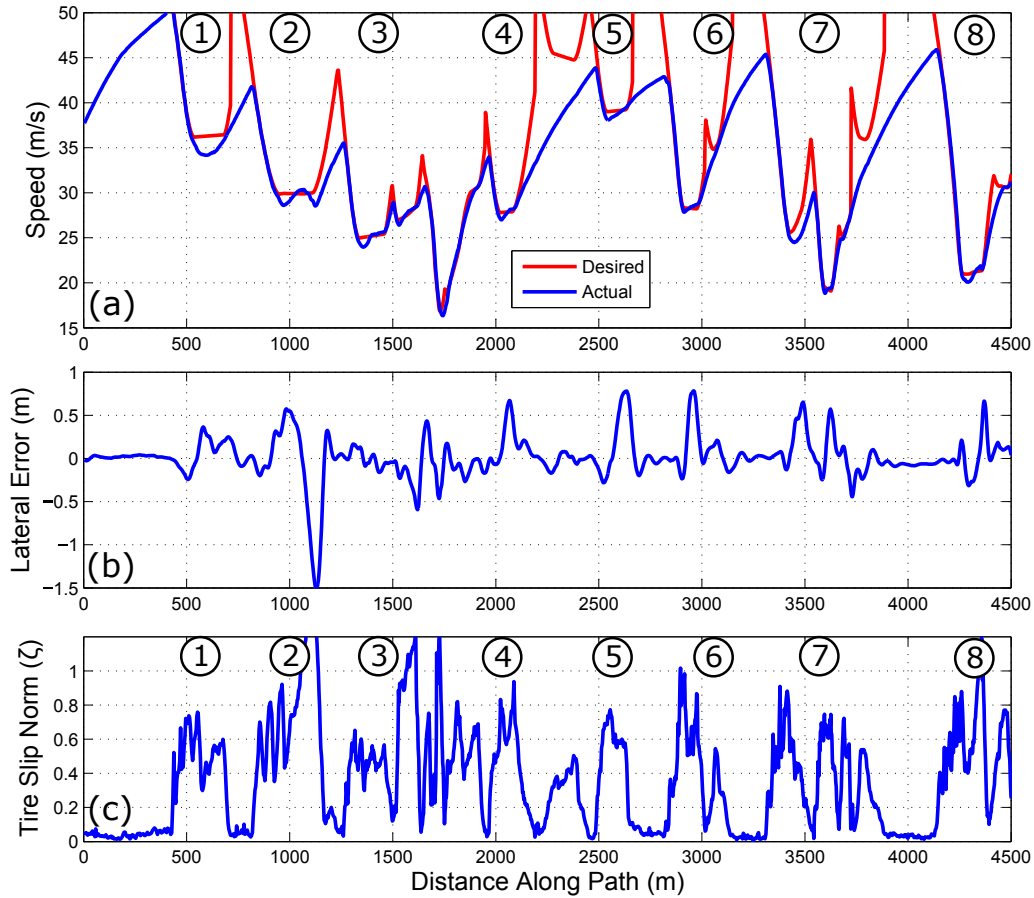 50
45
40
35
30
25
20
15
Speed (m/s)
① ② ③ ④ ⑤ ⑥ ⑦ ⑧
Desired
Actual
(a)
0 500 1000 1500 2000 2500 3000 3500 4000 4500
1
0.5
0
−0.5
−1
−1.5
Lateral Error (m)
(b)
0 500 1000 1500 2000 2500 3000 3500 4000 4500
1
0.8
0.6
0.4
0.2
0
Tire Slip Norm (ζ)
① ② ③ ④ ⑤ ⑥ ⑦ ⑧
(c)
0 500 1000 1500 2000 2500 3000 3500 4000 4500
Distance Along Path (m)